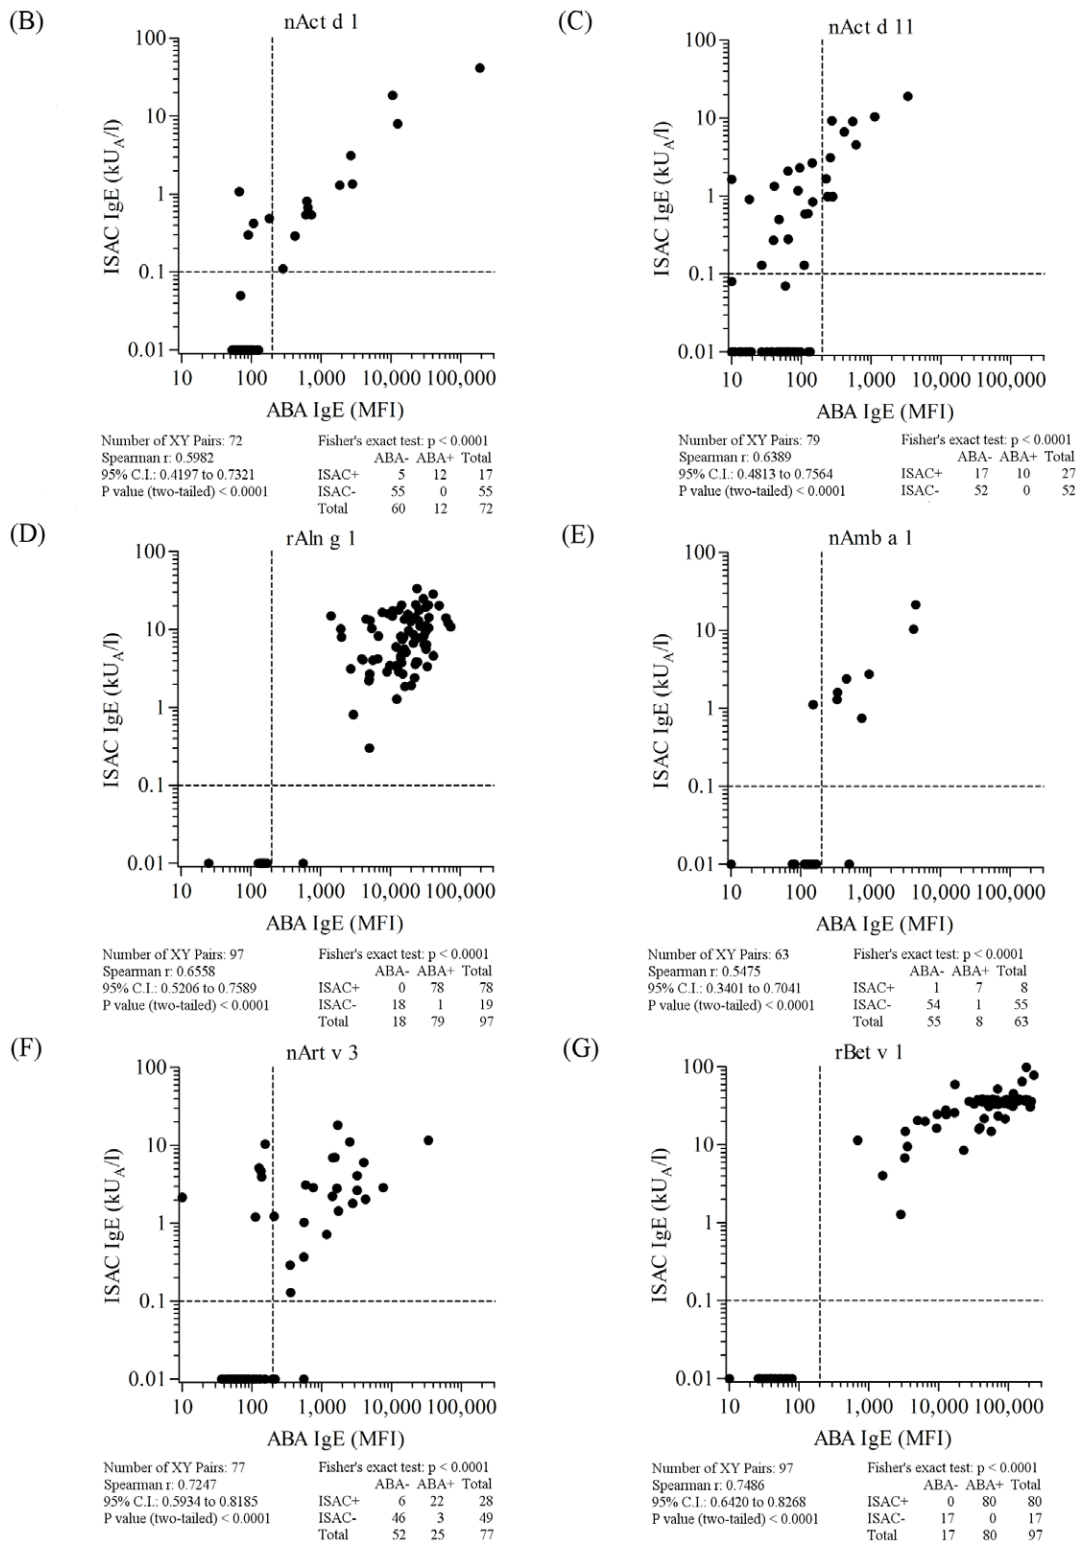 (B)
nAct d 1
100
10
1
0.1
0.01
ISAC IgE (kUA/l)
10 100 1,000 10,000 100,000
ABA IgE (MFI)
Number of XY Pairs: 72
Spearman r: 0.5982
95% C.I.: 0.4197 to 0.7321
P value (two-tailed) < 0.0001
Fisher's exact test: p < 0.0001
ABA- ABA+ Total
ISAC+ 5 12 17
ISAC- 55 0 55
Total 60 12 72
(C)
nAct d 11
100
10
1
0.1
0.01
ISAC IgE (kUA/l)
10 100 1,000 10,000 100,000
ABA IgE (MFI)
Number of XY Pairs: 79
Spearman r: 0.6389
95% C.I.: 0.4813 to 0.7564
P value (two-tailed) < 0.0001
Fisher's exact test: p < 0.0001
ABA- ABA+ Total
ISAC+ 17 10 27
ISAC- 52 0 52
(D)
rAln g 1
100
10
1
0.1
0.01
ISAC IgE (kUA/l)
10 100 1,000 10,000 100,000
ABA IgE (MFI)
Number of XY Pairs: 97
Spearman r: 0.6558
95% C.I.: 0.5206 to 0.7589
P value (two-tailed) < 0.0001
Fisher's exact test: p < 0.0001
ABA- ABA+ Total
ISAC+ 0 78 78
ISAC- 18 1 19
Total 18 79 97
(E)
nAmb a 1
100
10
1
0.1
0.01
ISAC IgE (kUA/l)
10 100 1,000 10,000 100,000
ABA IgE (MFI)
Number of XY Pairs: 63
Spearman r: 0.5475
95% C.I.: 0.3401 to 0.7041
P value (two-tailed) < 0.0001
Fisher's exact test: p < 0.0001
ABA- ABA+ Total
ISAC+ 1 7 8
ISAC- 54 1 55
Total 55 8 63
(F)
nArt v 3
100
10
1
0.1
0.01
ISAC IgE (kUA/l)
10 100 1,000 10,000 100,000
ABA IgE (MFI)
Number of XY Pairs: 77
Spearman r: 0.7247
95% C.I.: 0.5934 to 0.8185
P value (two-tailed) < 0.0001
Fisher's exact test: p < 0.0001
ABA- ABA+ Total
ISAC+ 6 22 28
ISAC- 46 3 49
Total 52 25 77
(G)
rBet v 1
100
10
1
0.1
0.01
ISAC IgE (kUA/l)
10 100 1,000 10,000 100,000
ABA IgE (MFI)
Number of XY Pairs: 97
Spearman r: 0.7486
95% C.I.: 0.6420 to 0.8268
P value (two-tailed) < 0.0001
Fisher's exact test: p < 0.0001
ABA- ABA+ Total
ISAC+ 0 80 80
ISAC- 17 0 17
Total 17 80 97